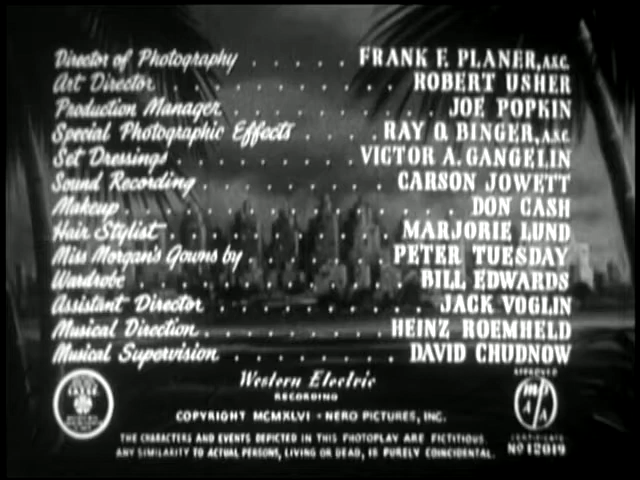 Director of Photography . . . . . FRANK F. PLANER, A.S.C.
Art Director . . . . . . . . . . ROBERT USHER
Production Manager . . . . . . . . . JOE POPKIN
Special Photographic Effects . . . . RAY O. BINGER, A.S.C.
Set Dressings . . . . . . . . VICTOR A. GANGELIN
Sound Recording . . . . . . . . CARSON JOWETT
Makeup . . . . . . . . . . . . . . DON CASH
Hair Stylist . . . . . . . . . MARJORIE LUND
Miss Morgan's Gowns by . . . . . . PETER TUESDAY
Wardrobe . . . . . . . . . . . BILL EDWARDS
Assistant Director . . . . . . . . . JACK VOGLIN
Musical Direction . . . . . . . HEINZ ROEMHELD
Musical Supervision . . . . . . . DAVID CHUDNOW
Western Electric
RECORDING
COPYRIGHT MCMXLVI - NERO PICTURES, INC.
APPROVED
MPAA
CERTIFICATE
No 12019
THE CHARACTERS AND EVENTS DEPICTED IN THIS PHOTOPLAY ARE FICTITIOUS.
ANY SIMILARITY TO ACTUAL PERSONS, LIVING OR DEAD, IS PURELY COINCIDENTAL.